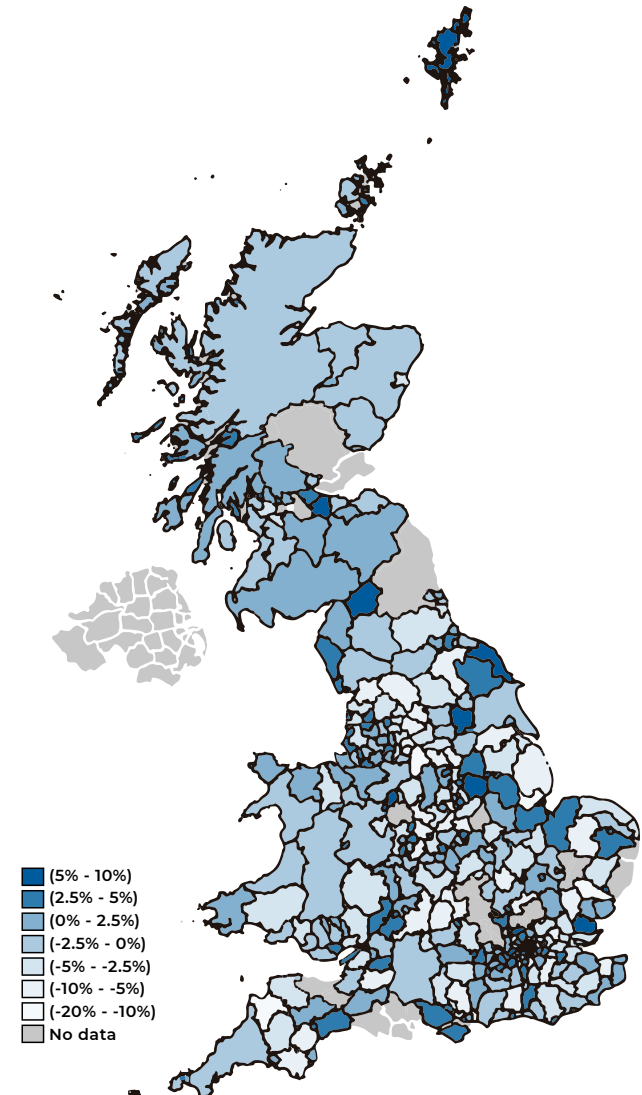 (5% - 10%)
(2.5% - 5%)
(0% - 2.5%)
(-2.5% - 0%)
(-5% - -2.5%)
(-10% - -5%)
(-20% - -10%)
No data